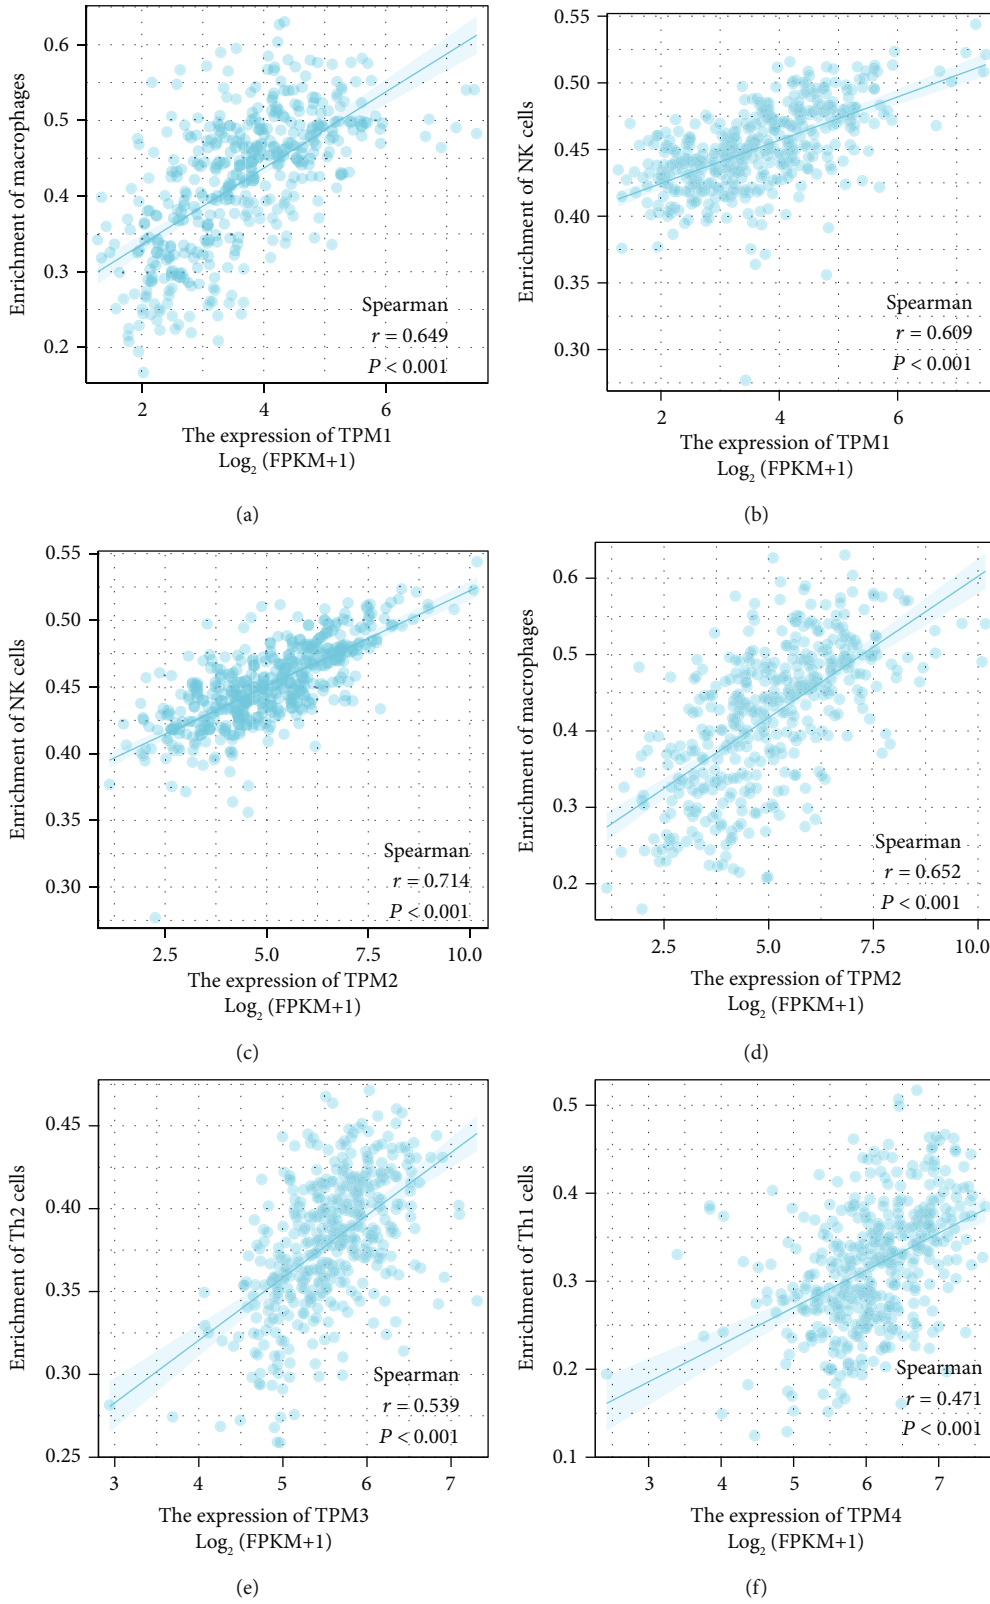 Enrichment of macrophages
0.6
0.5
0.4
0.3
0.2
Spearman
r = 0.649
P < 0.001
2 4 6
The expression of TPM1
Log2 (FPKM+1)
(a)
Enrichment of NK cells
0.55
0.50
0.45
0.40
0.35
0.30
Spearman
r = 0.609
P < 0.001
2 4 6
The expression of TPM1
Log2 (FPKM+1)
(b)
Enrichment of NK cells
0.55
0.50
0.45
0.40
0.35
0.30
Spearman
r = 0.714
P < 0.001
2.5 5.0 7.5 10.0
The expression of TPM2
Log2 (FPKM+1)
(c)
Enrichment of macrophages
0.6
0.5
0.4
0.3
0.2
Spearman
r = 0.652
P < 0.001
2.5 5.0 7.5 10.0
The expression of TPM2
Log2 (FPKM+1)
(d)
Enrichment of Th2 cells
0.45
0.40
0.35
0.30
0.25
Spearman
r = 0.539
P < 0.001
3 4 5 6 7
The expression of TPM3
Log2 (FPKM+1)
(e)
Enrichment of Th1 cells
0.5
0.4
0.3
0.2
0.1
Spearman
r = 0.471
P < 0.001
3 4 5 6 7
The expression of TPM4
Log2 (FPKM+1)
(f)